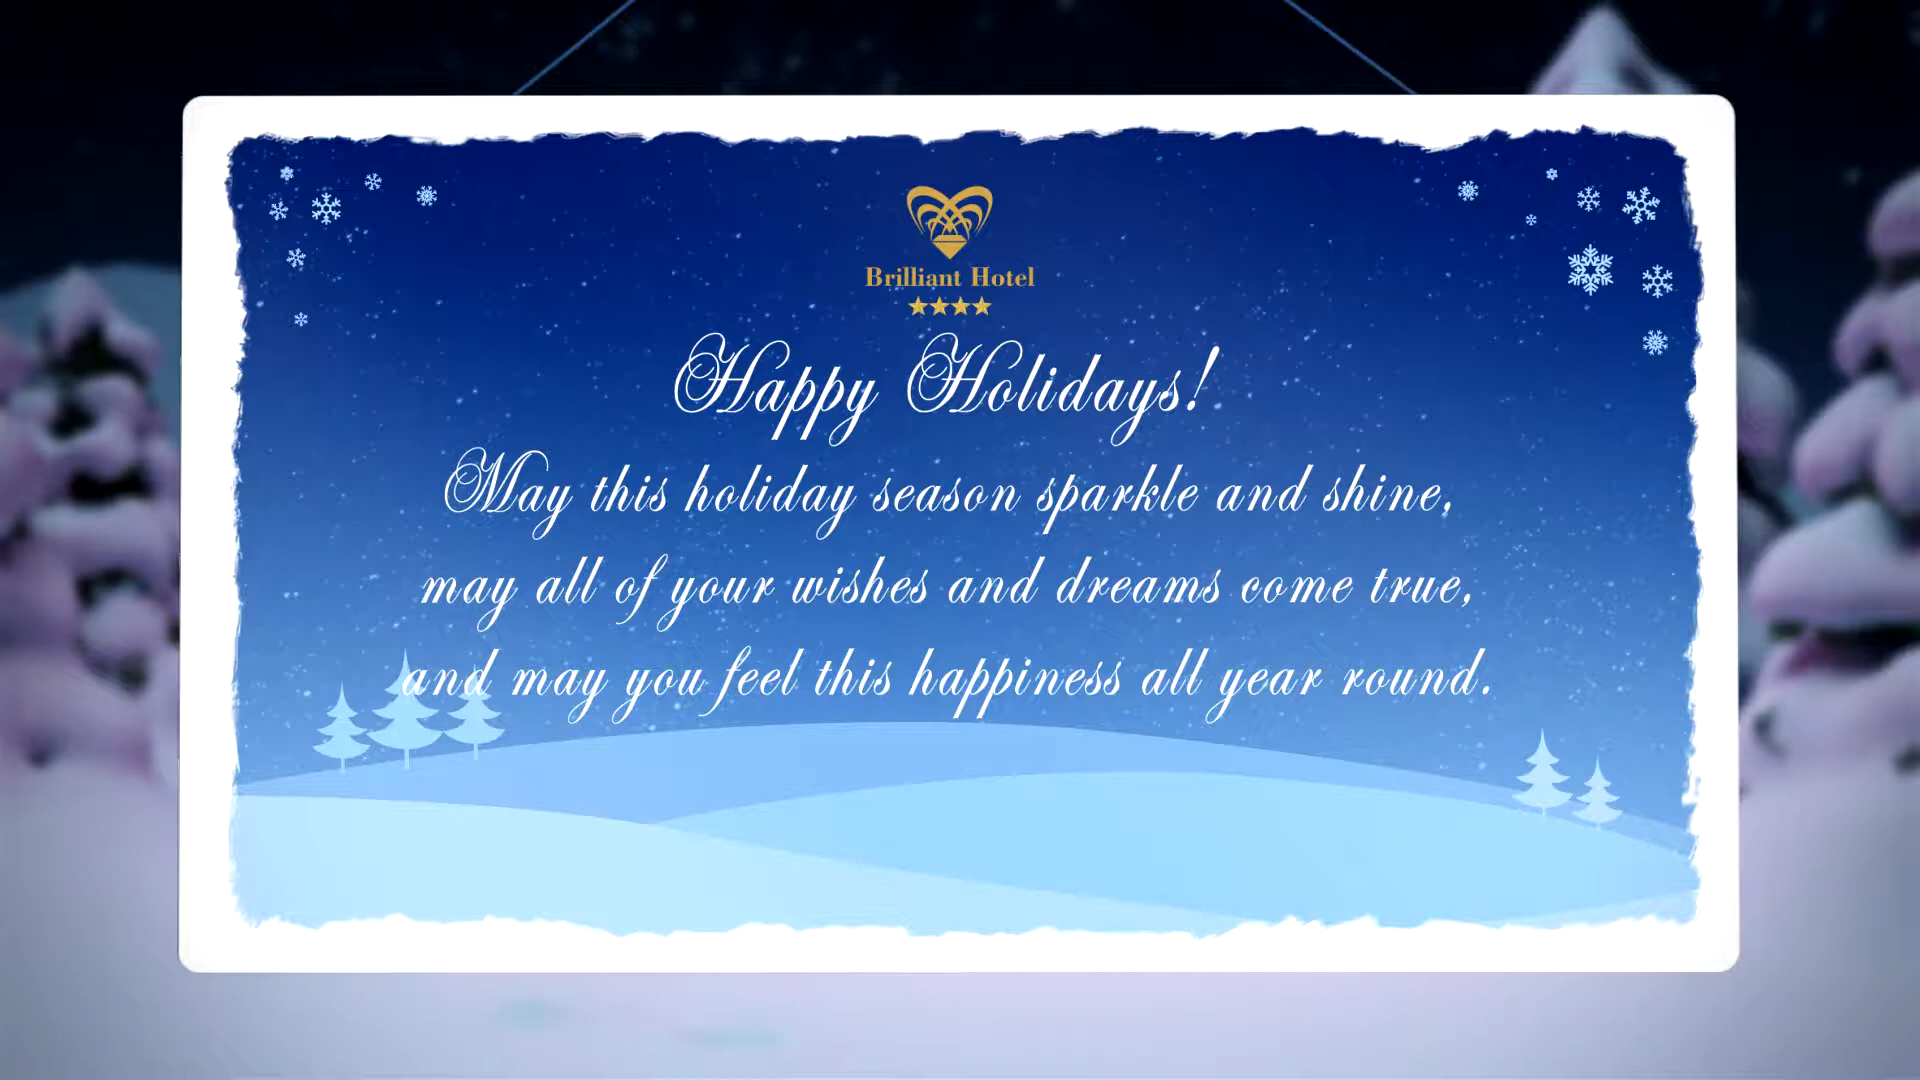 Brilliant Hotel
Happy Holidays!
May this holiday season sparkle and shine,
may all of your wishes and dreams come true,
and may you feel this happiness all year round.